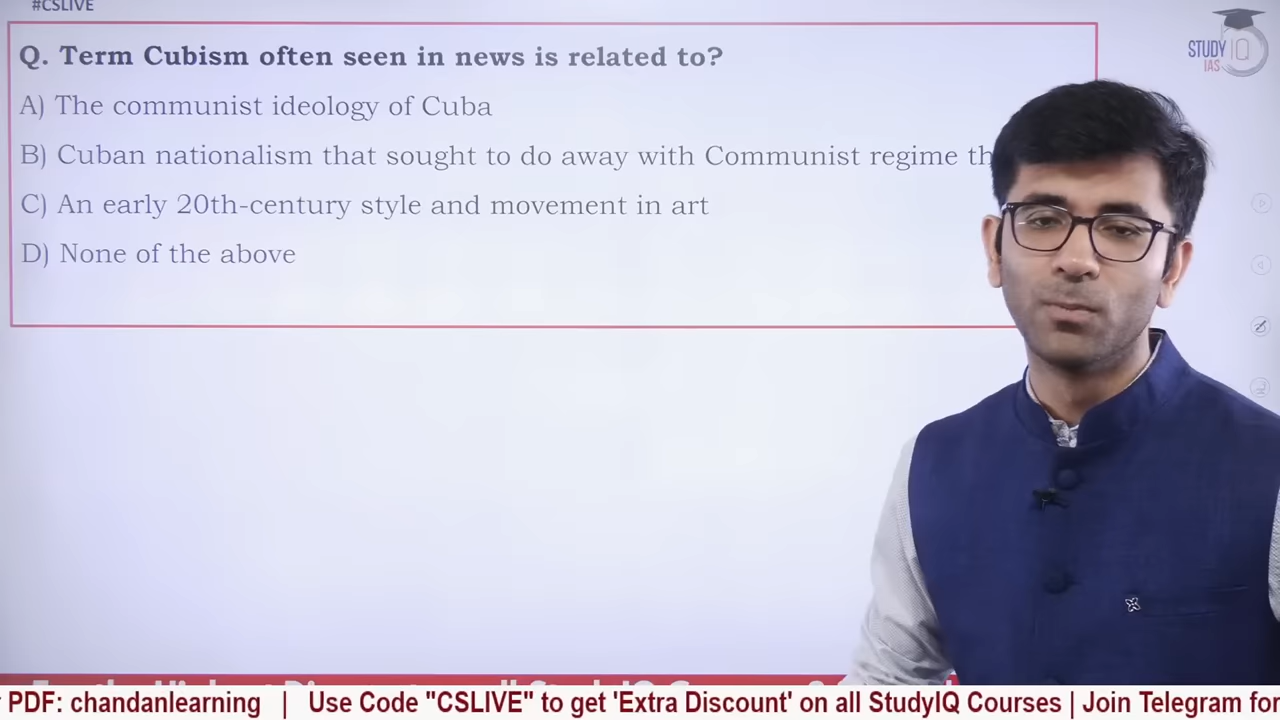 #CSLIVE
STUDY IQ
IAS
Q. Term Cubism often seen in news is related to?
A) The communist ideology of Cuba
B) Cuban nationalism that sought to do away with Communist regime
C) An early 20th-century style and movement in art
D) None of the above
PDF: chandanlearning | Use Code "CSLIVE" to get 'Extra Discount' on all StudyIQ Courses | Join Telegram for